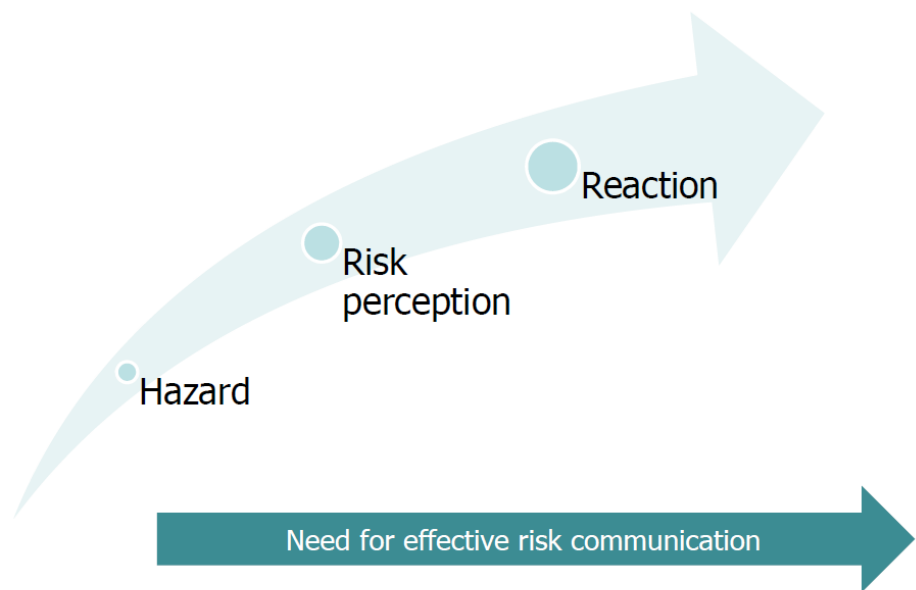 Reaction
Risk
perception
Hazard
Need for effective risk communication